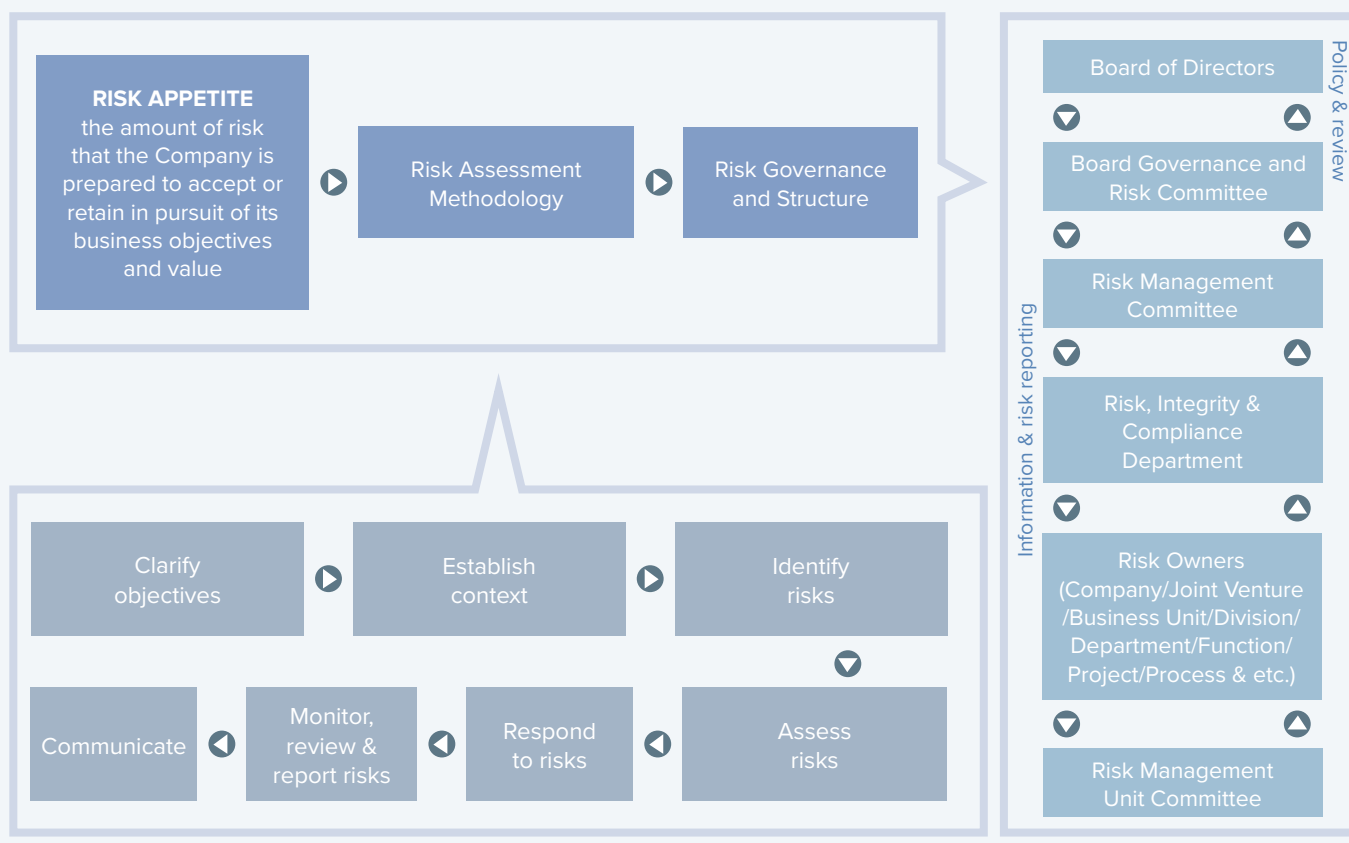 RISK APPETITE
the amount of risk
that the Company is
prepared to accept or
retain in pursuit of its
business objectives
and value
Risk Assessment
Methodology
Risk Governance
and Structure
Clarify
objectives
Establish
context
Identify
risks
Assess
risks
Respond
to risks
Monitor,
review &
report risks
Communicate
Information & risk reporting
Board of Directors
Board Governance and
Risk Committee
Risk Management
Committee
Risk, Integrity &
Compliance
Department
Risk Owners
(Company/Joint Venture
/Business Unit/Division/
Department/Function/
Project/Process & etc.)
Risk Management
Unit Committee
Policy & review